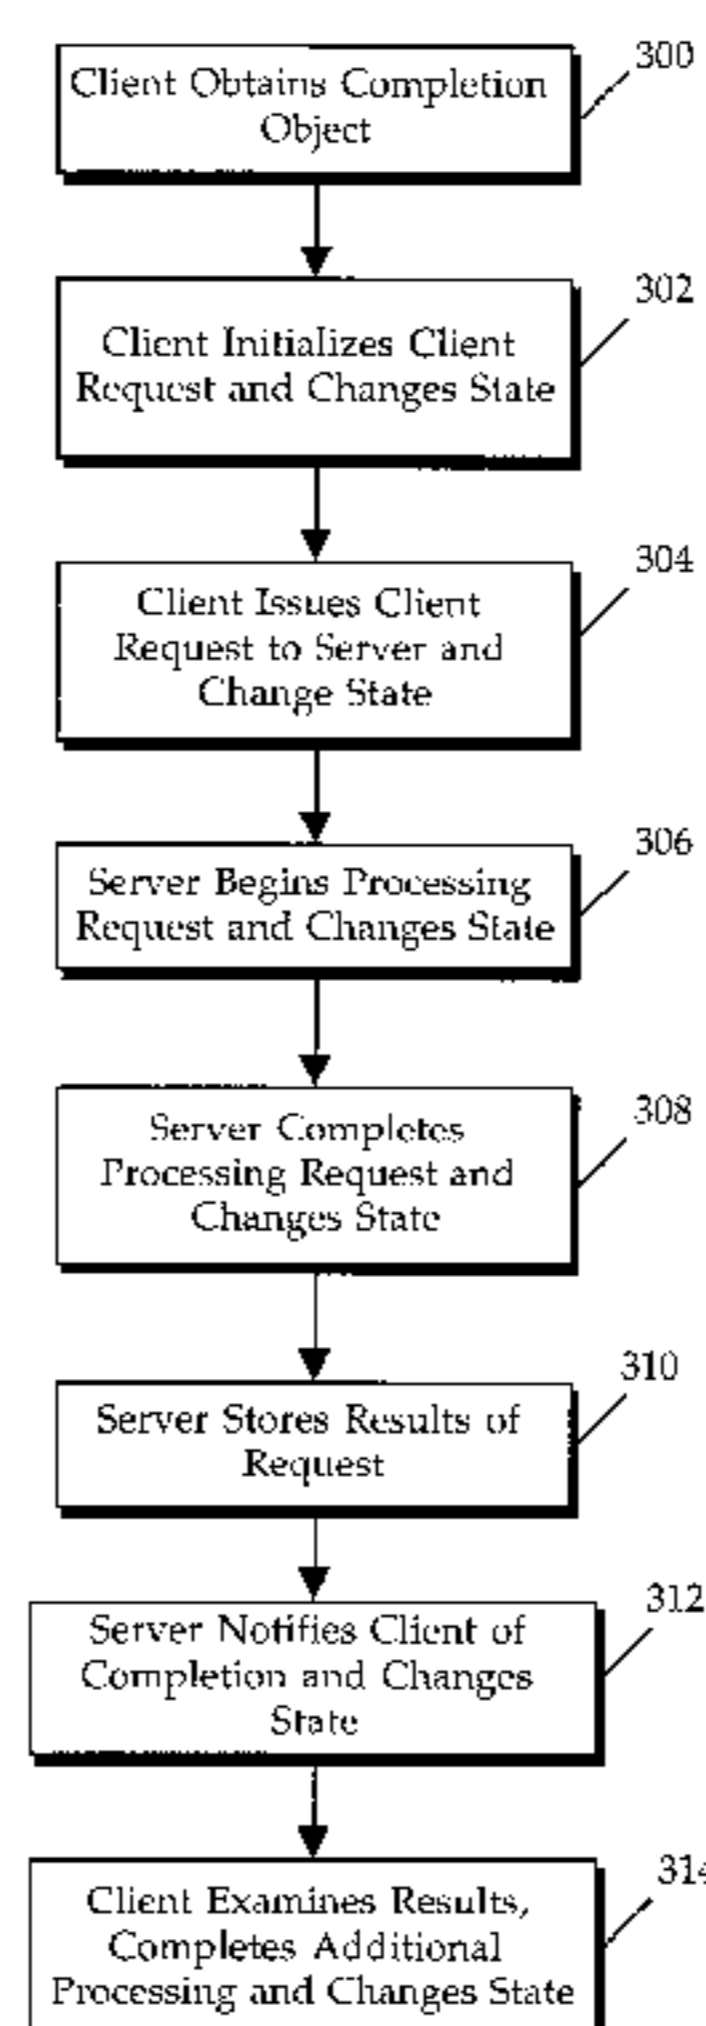 300
Client Obtains Completion
Object
302
Client Initializes Client
Request and Changes State
304
Client Issues Client
Request to Server and
Change State
306
Server Begins Processing
Request and Changes State
308
Server Completes
Processing Request and
Changes State
310
Server Stores Results of
Request
312
Server Notifies Client of
Completion and Changes
State
314
Client Examines Results,
Completes Additional
Processing and Changes State